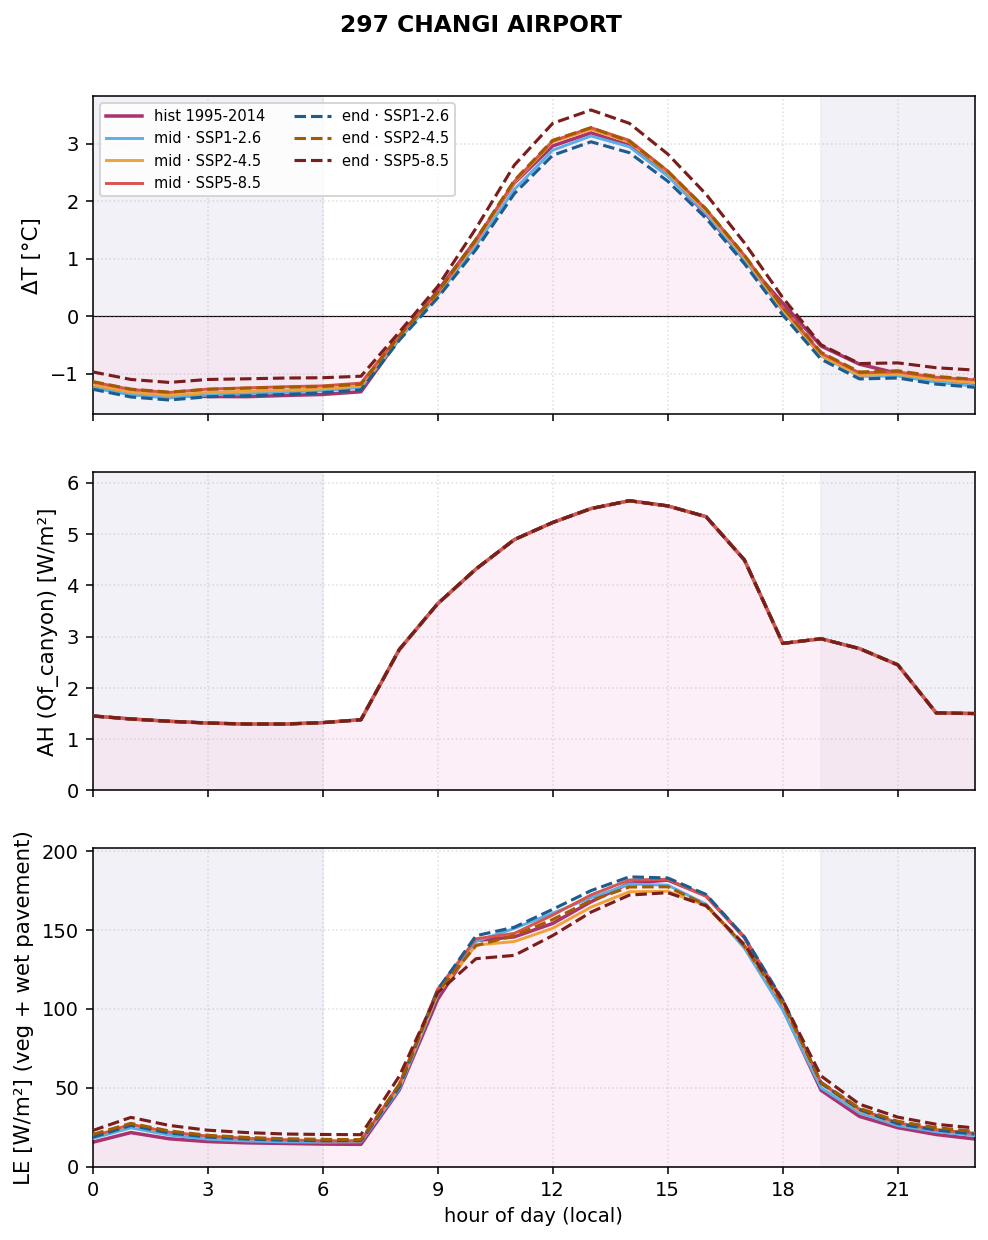 297 CHANGI AIRPORT
hist 1995-2014
mid · SSP1-2.6
mid · SSP2-4.5
mid · SSP5-8.5
end · SSP1-2.6
end · SSP2-4.5
end · SSP5-8.5
ΔT [°C]
3
2
1
0
−1
AH (Qf_canyon) [W/m²]
6
5
4
3
2
1
0
LE [W/m²] (veg + wet pavement)
200
150
100
50
0
0 3 6 9 12 15 18 21
hour of day (local)